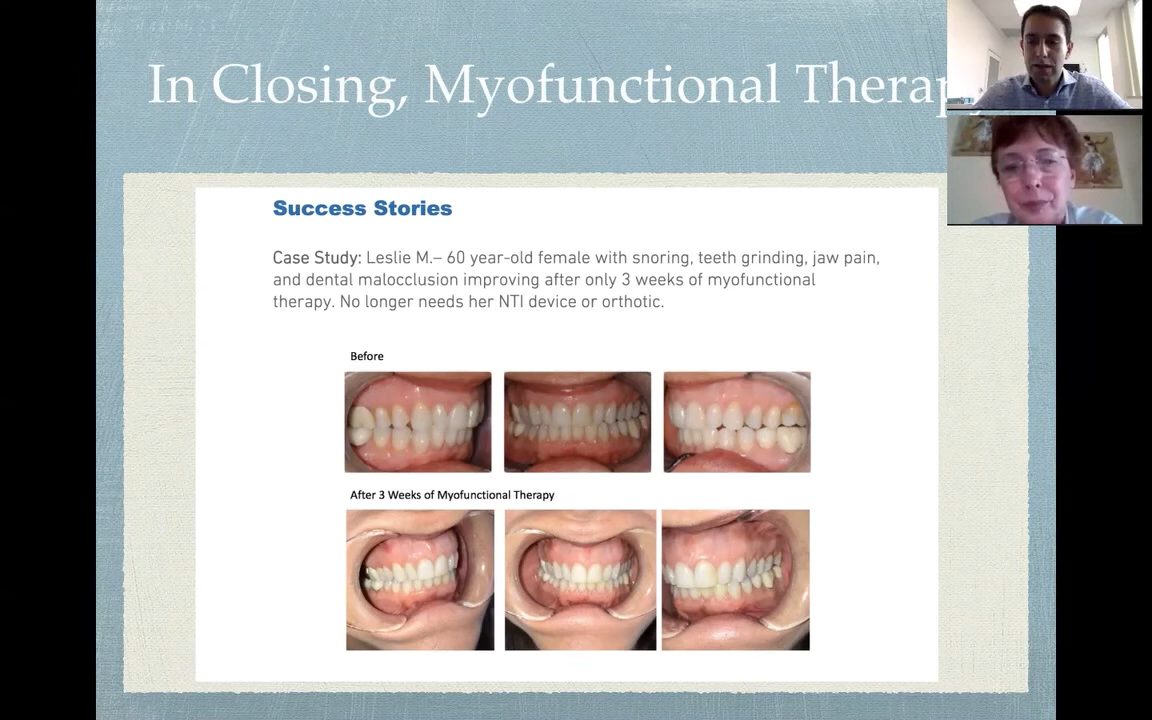 In Closing, Myofunctional Therap
Success Stories
Case Study: Leslie M.– 60 year-old female with snoring, teeth grinding, jaw pain,
and dental malocclusion improving after only 3 weeks of myofunctional
therapy. No longer needs her NTI device or orthotic.
Before
After 3 Weeks of Myofunctional Therapy